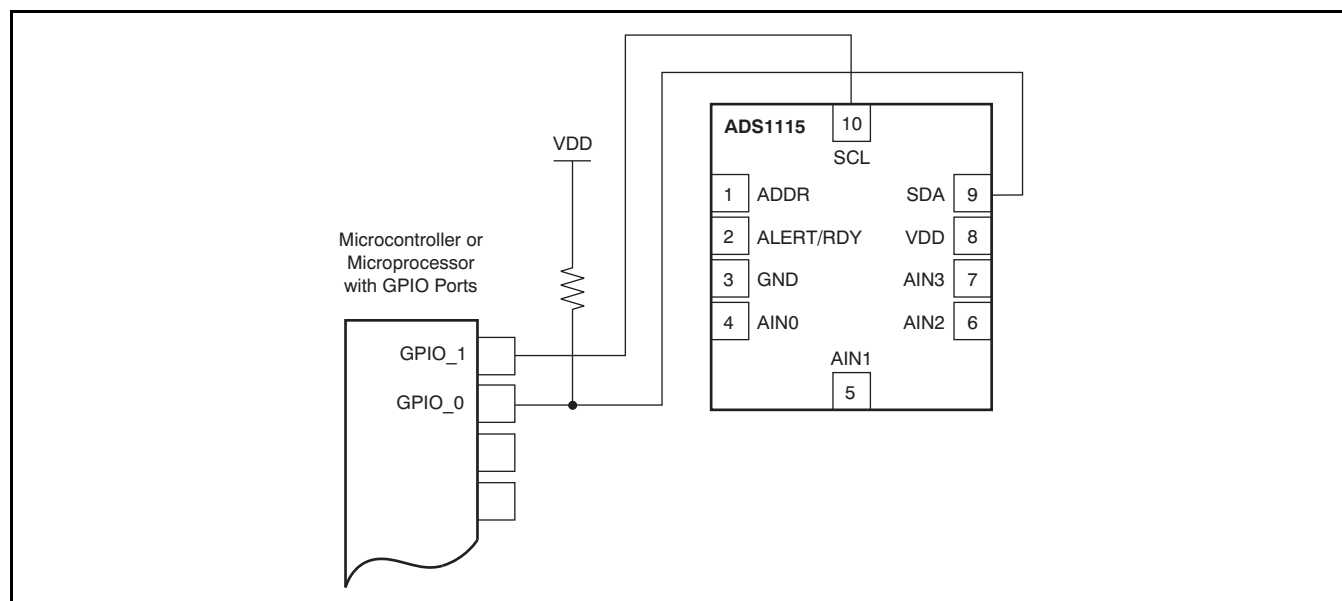 ADS1115
10
SCL
VDD
1 ADDR
SDA 9
2 ALERT/RDY
VDD 8
Microcontroller or
Microprocessor
with GPIO Ports
3 GND
AIN3 7
4 AIN0
AIN2 6
GPIO_1
AIN1
5
GPIO_0